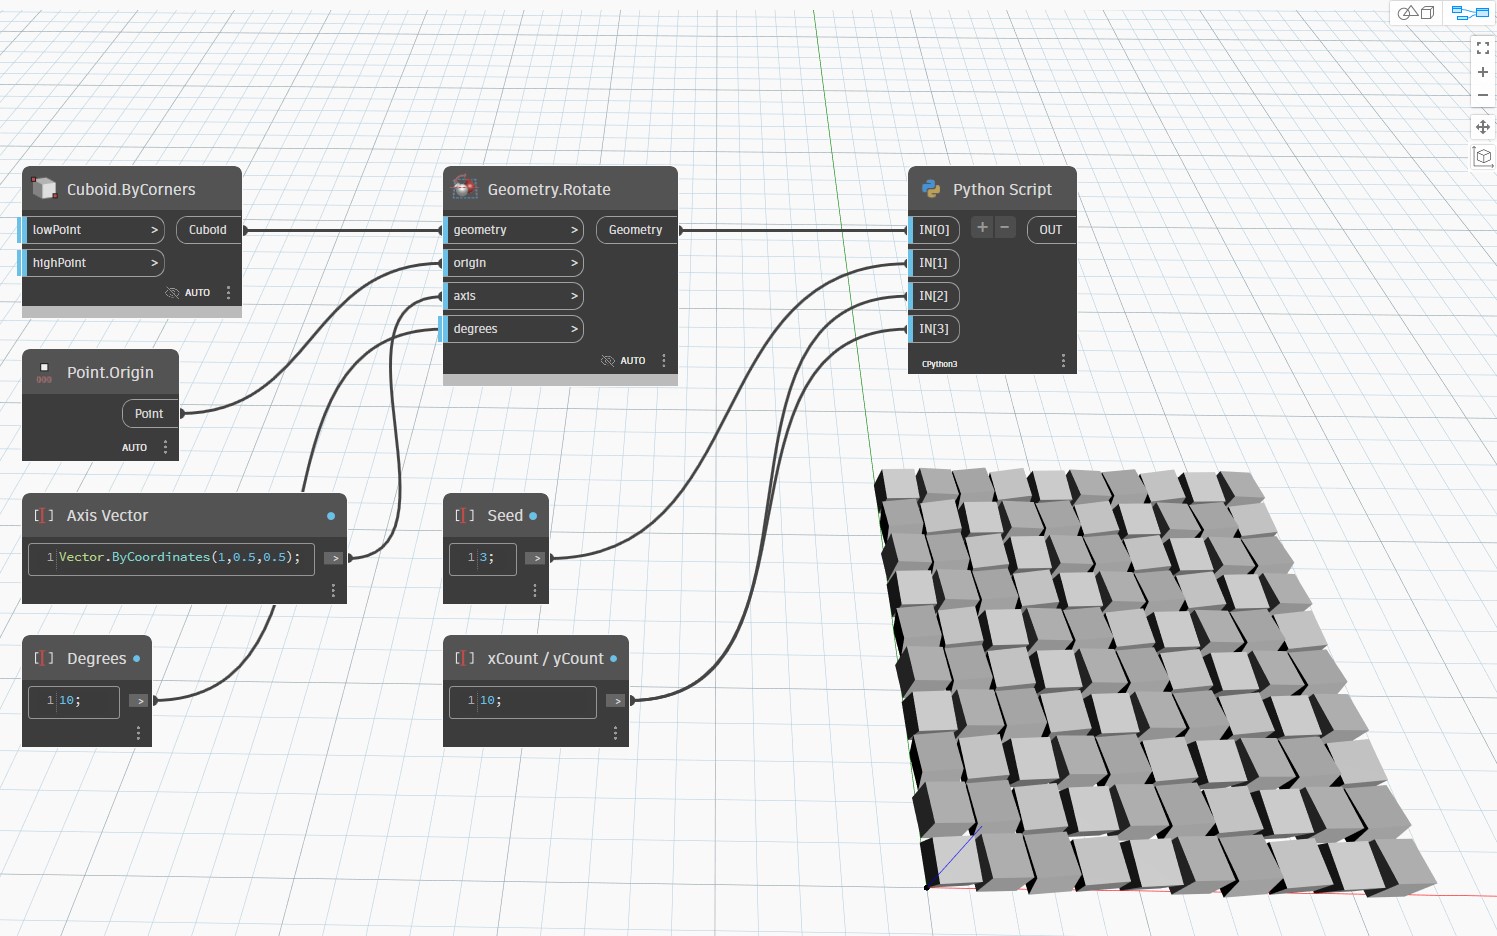 Cuboid.ByCorners
lowPoint >
Cuboid
highPoint >
AUTO
Geometry.Rotate
geometry >
Geometry
origin >
axis >
degrees >
AUTO
Python Script
IN[0] + − OUT
IN[1]
IN[2]
IN[3]
CPython3
Point.Origin
000
Point
AUTO
Axis Vector
1 Vector.ByCoordinates(1,0.5,0.5); >
Seed
1 3; >
Degrees
1 10; >
xCount / yCount
1 10; >